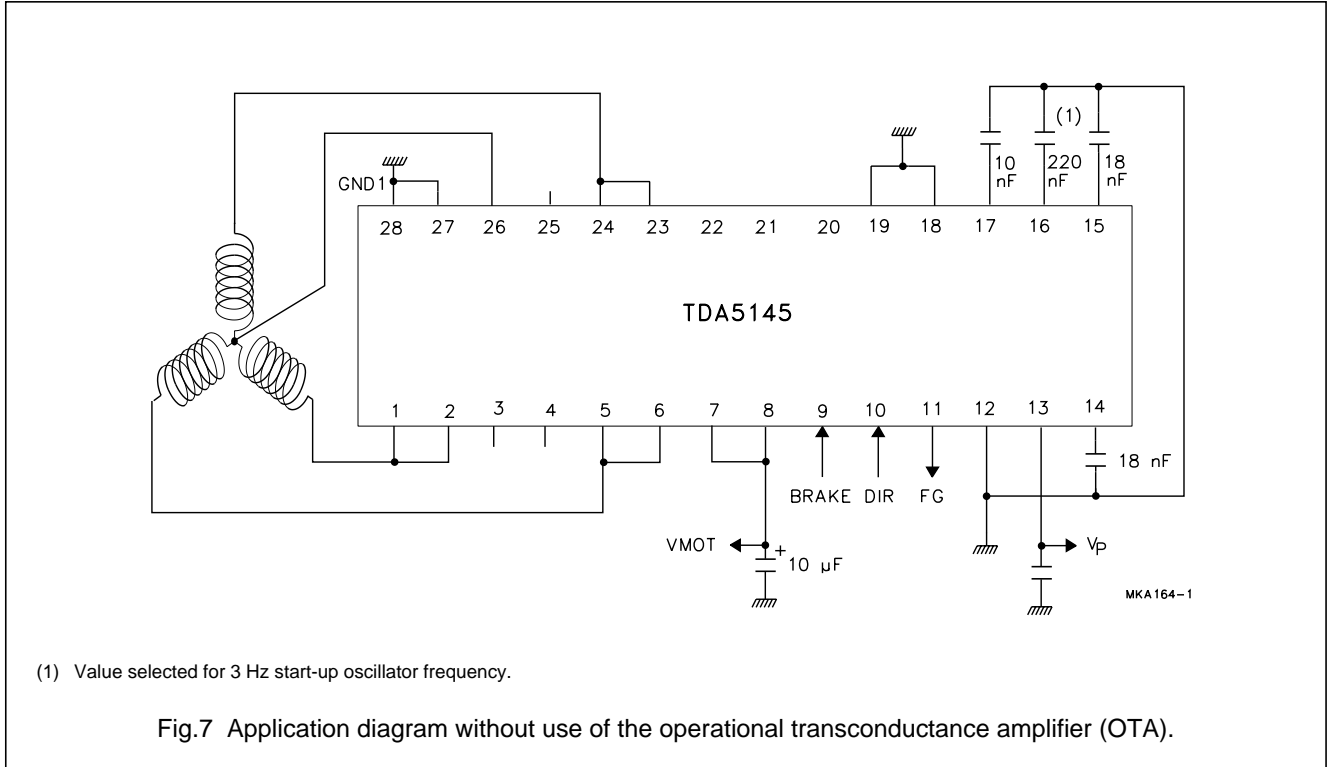 (1)
10 nF
220 nF
18 nF
GND1
28 27 26 25 24 23 22 21 20 19 18 17 16 15
TDA5145
1 2 3 4 5 6 7 8 9 10 11 12 13 14
18 nF
BRAKE DIR FG
VMOT
+
10 µF
VP
MKA164-1
(1) Value selected for 3 Hz start-up oscillator frequency.
Fig.7 Application diagram without use of the operational transconductance amplifier (OTA).